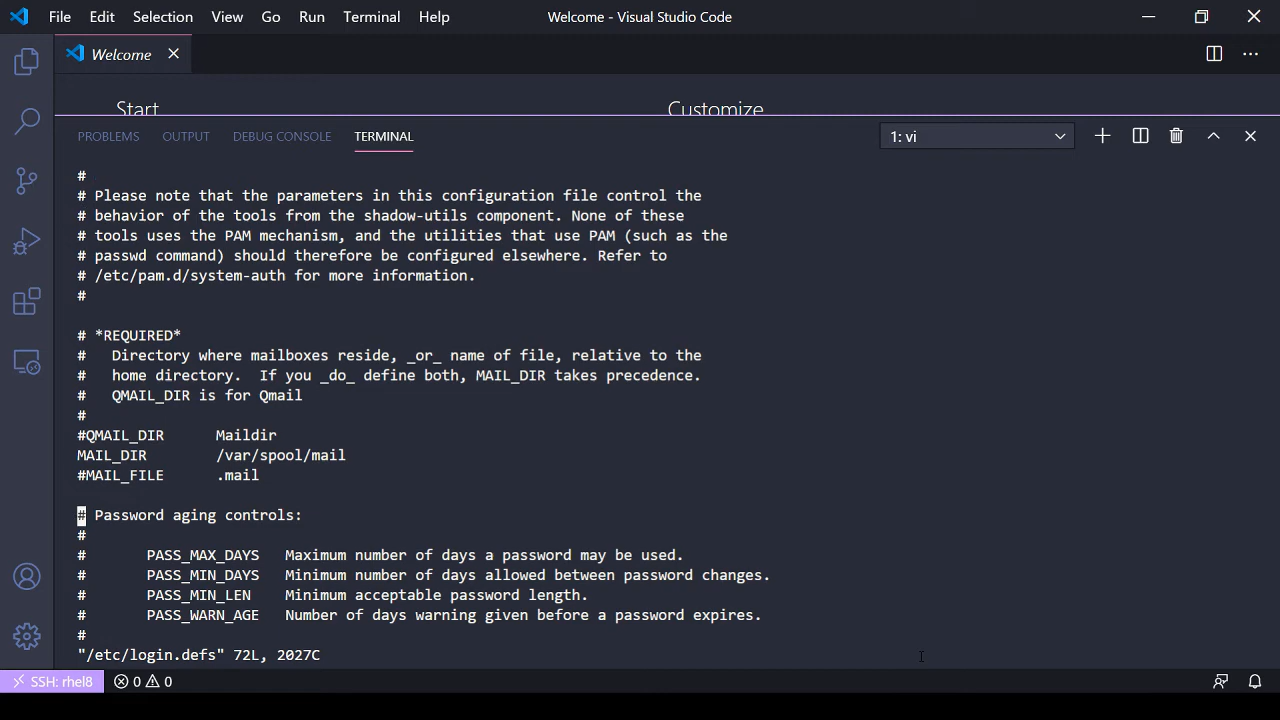 File Edit Selection View Go Run Terminal Help Welcome - Visual Studio Code
Welcome
Start Customize
PROBLEMS OUTPUT DEBUG CONSOLE TERMINAL 1: vi
#
# Please note that the parameters in this configuration file control the
# behavior of the tools from the shadow-utils component. None of these
# tools uses the PAM mechanism, and the utilities that use PAM (such as the
# passwd command) should therefore be configured elsewhere. Refer to
# /etc/pam.d/system-auth for more information.
#
# *REQUIRED*
#   Directory where mailboxes reside, _or_ name of file, relative to the
#   home directory.  If you _do_ define both, MAIL_DIR takes precedence.
#   QMAIL_DIR is for Qmail
#
#QMAIL_DIR      Maildir
MAIL_DIR        /var/spool/mail
#MAIL_FILE      .mail
# Password aging controls:
#
#       PASS_MAX_DAYS   Maximum number of days a password may be used.
#       PASS_MIN_DAYS   Minimum number of days allowed between password changes.
#       PASS_MIN_LEN    Minimum acceptable password length.
#       PASS_WARN_AGE   Number of days warning given before a password expires.
#
"/etc/login.defs" 72L, 2027C
SSH: rhel8 0 0